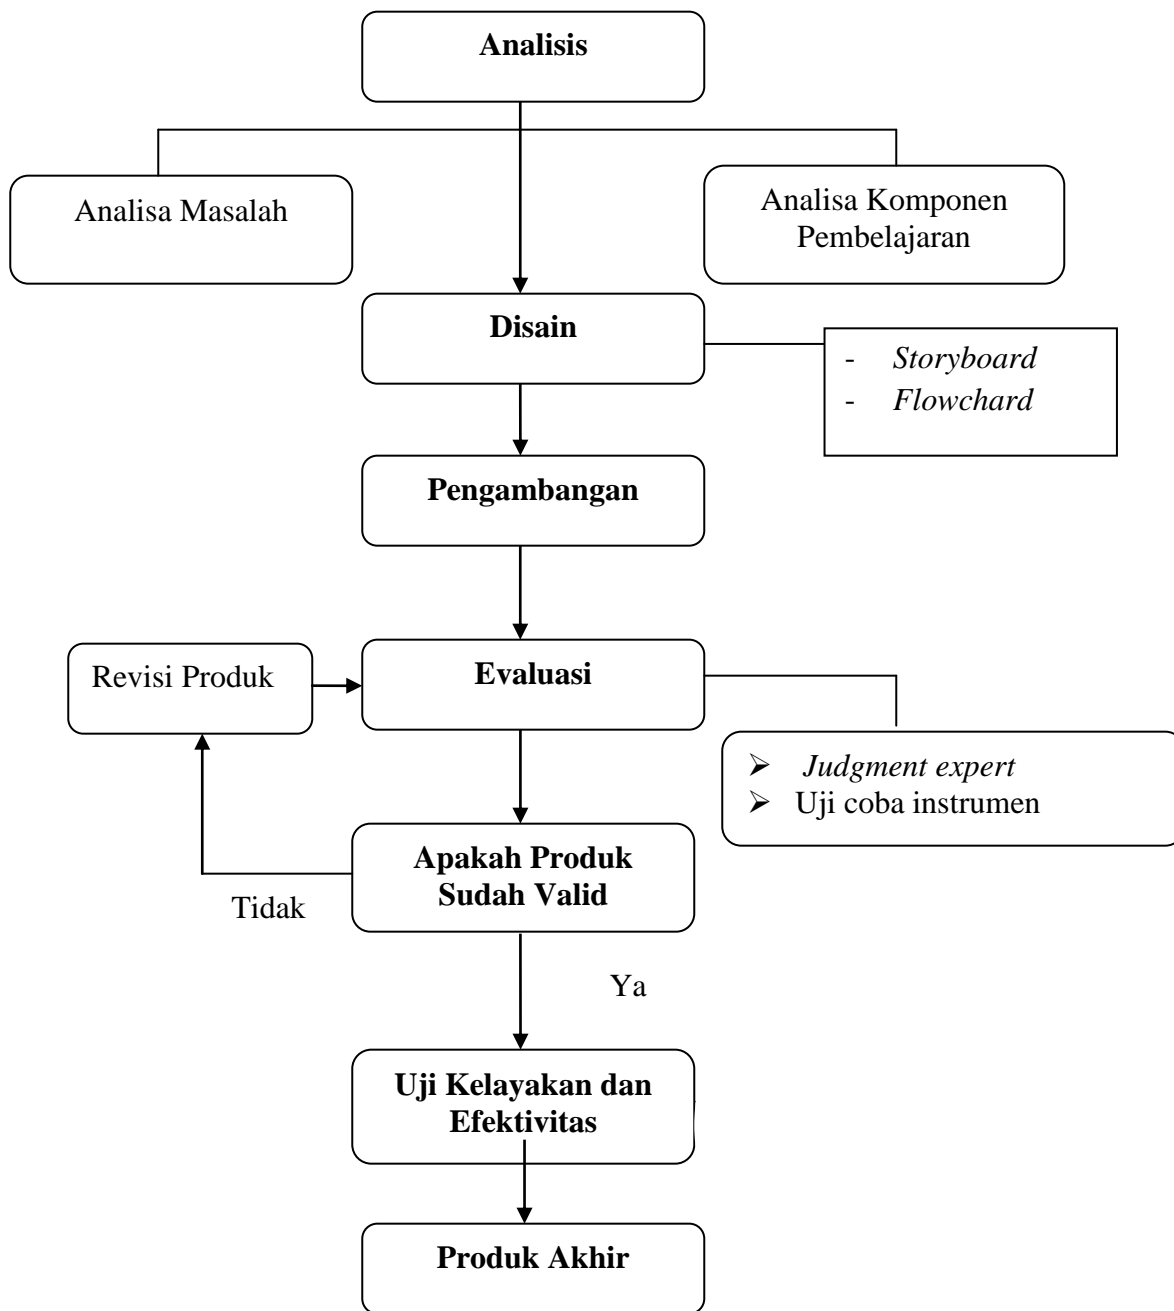 Analisis
Analisa Masalah
Analisa Komponen
Pembelajaran
Disain
- Storyboard
- Flowchard
Pengambangan
Revisi Produk
Evaluasi
➢ Judgment expert
➢ Uji coba instrumen
Apakah Produk
Sudah Valid
Tidak
Ya
Uji Kelayakan dan
Efektivitas
Produk Akhir